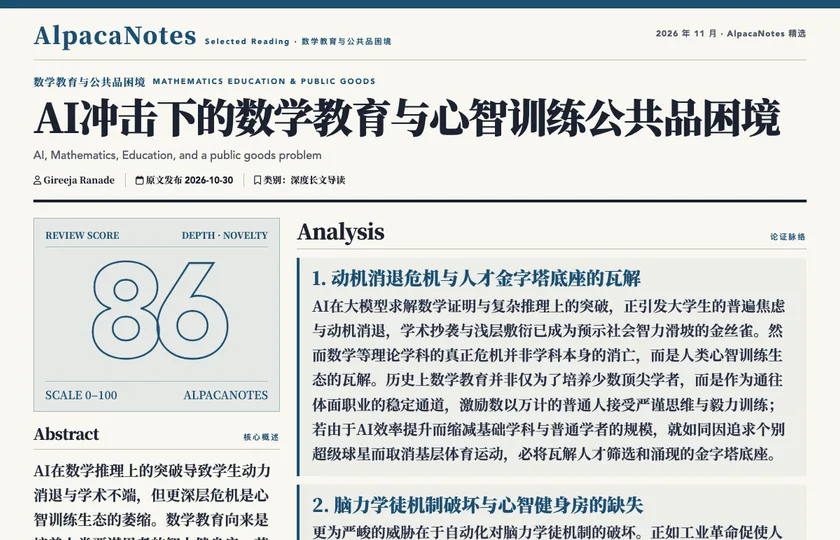 AlpacaNotes Selected Reading · 数学教育与公共品困境
2026 年 11 月 · AlpacaNotes 精选
数学教育与公共品困境 MATHEMATICS EDUCATION & PUBLIC GOODS
AI冲击下的数学教育与心智训练公共品困境
AI, Mathematics, Education, and a public goods problem
Gireeja Ranade 原文发布 2026-10-30 类别：深度长文导读
REVIEW SCORE DEPTH · NOVELTY
86
SCALE 0–100 ALPACANOTES
Abstract 核心概述
AI在数学推理上的突破导致学生动力
消退与学术不端，但更深层危机是心
智训练生态的萎缩。数学教育向来是
Analysis 论证脉络
1. 动机消退危机与人才金字塔底座的瓦解
AI在大模型求解数学证明与复杂推理上的突破，正引发大学生的普遍焦虑
与动机消退，学术抄袭与浅层敷衍已成为预示社会智力滑坡的金丝雀。然
而数学等理论学科的真正危机并非学科本身的消亡，而是人类心智训练生
态的瓦解。历史上数学教育并非仅为了培养少数顶尖学者，而是作为通往
体面职业的稳定通道，激励数以万计的普通人接受严谨思维与毅力训练；
若由于AI效率提升而缩减基础学科与普通学者的规模，就如同因追求个别
超级球星而取消基层体育运动，必将瓦解人才筛选和涌现的金字塔底座。
2. 脑力学徒机制破坏与心智健身房的缺失
更为严峻的威胁在于自动化对脑力学徒机制的破坏。正如工业革命促使人